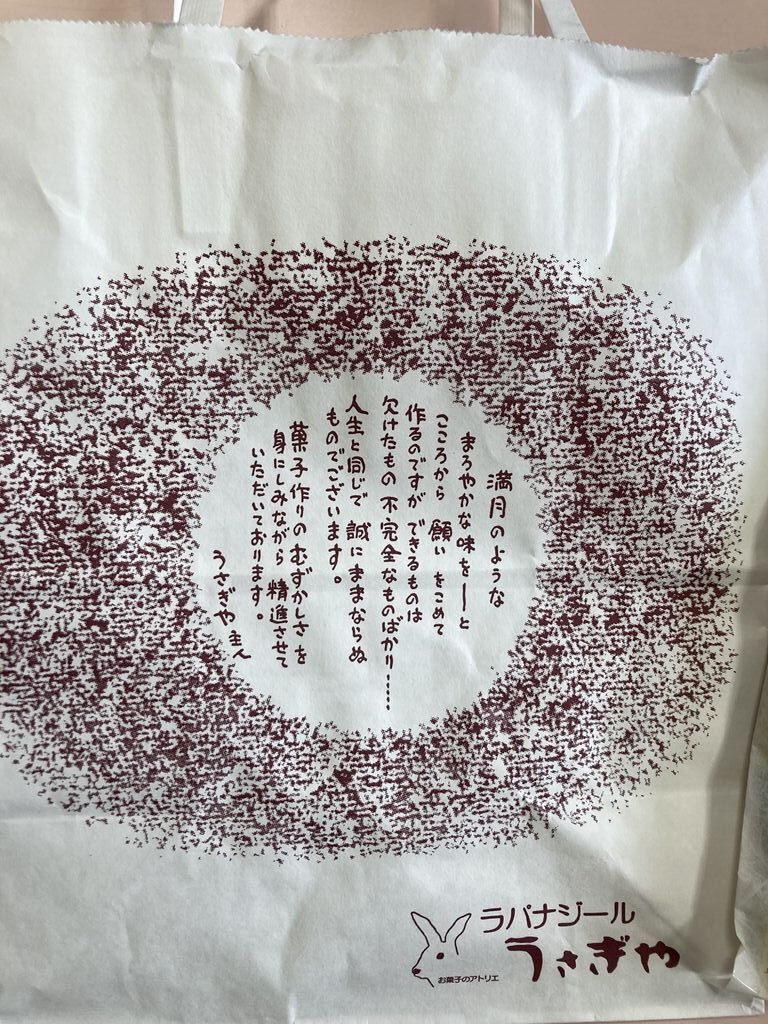 満月のような
まろやかな味を―と
こころから 願い をこめて
作るのですが できるものは
欠けたもの 不完全なものばかり……
人生と同じで 誠にままならぬ
ものでございます。
菓子作りのむずかしさを
身にしみながら 精進させて
いただいております。
うさぎや主人
ラパナジール
うさぎや
お菓子のアトリエ